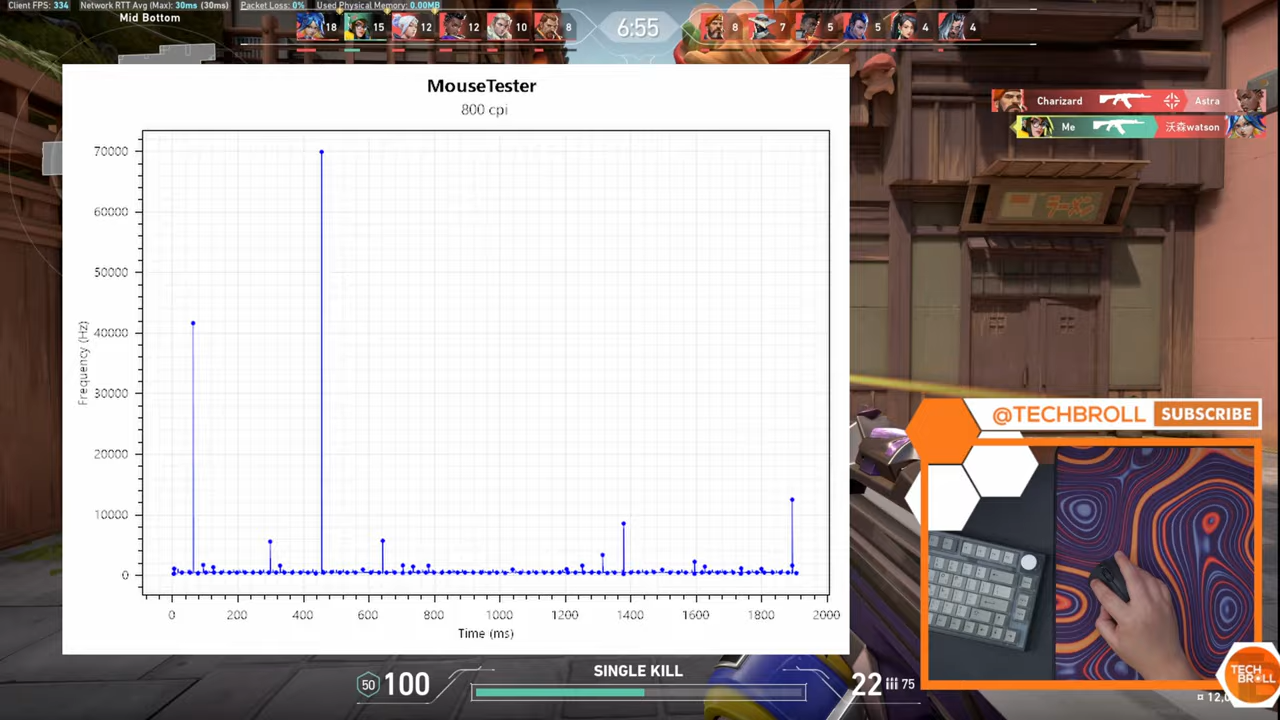 Client FPS: 334 Network RTT Avg (Max): 30ms (30ms) Packet Loss: 0% Used Physical Memory: 0.00MB
Mid Bottom
18 15 12 12 10 8 6:55 8 7 5 5 4 4
MouseTester
800 cpi
Charizard Astra
Me 沃森watson
70000
60000
50000
40000
30000
20000
10000
0
Frequency (Hz)
0 200 400 600 800 1000 1200 1400 1600 1800 2000
Time (ms)
ラーメン
@TECHBROLL SUBSCRIBE
50 100
SINGLE KILL
22 75
TECH
BROLL